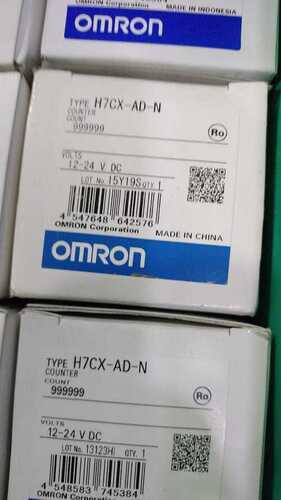 OMRON Corporation MADE IN INDONESIA
OMRON
TYPE H7CX-AD-N
COUNTER
COUNT
999999
Ro
VOLTS
12-24 V DC
LOT No. 15Y19S QTY. 1
4 547648 642576
OMRON Corporation MADE IN CHINA
OMRON
TYPE H7CX-AD-N
COUNTER
COUNT
999999
Ro
VOLTS
12-24 V DC
LOT No. 13123HI QTY. 1
4 548583 745384